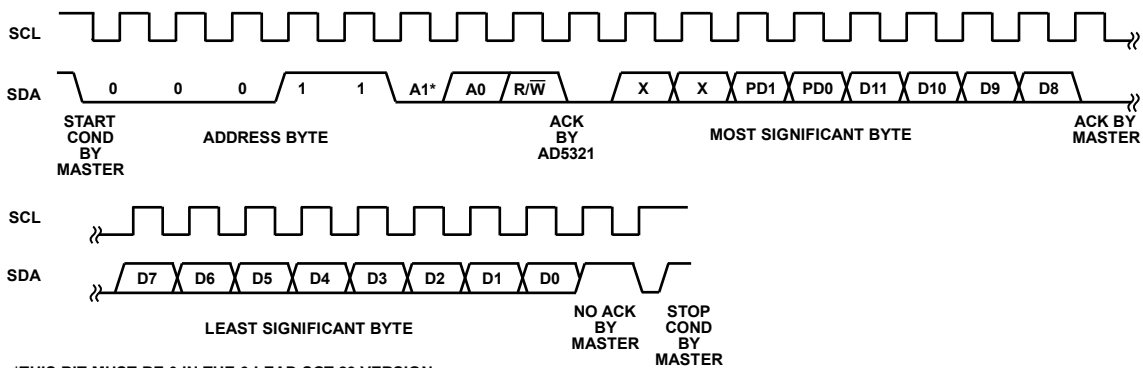 SCL
SDA 0 0 0 1 1 A1* A0 R/W̅ X X PD1 PD0 D11 D10 D9 D8
START COND BY MASTER
ADDRESS BYTE
ACK BY AD5321
MOST SIGNIFICANT BYTE
ACK BY MASTER
SCL
SDA D7 D6 D5 D4 D3 D2 D1 D0
LEAST SIGNIFICANT BYTE
NO ACK BY MASTER
STOP COND BY MASTER